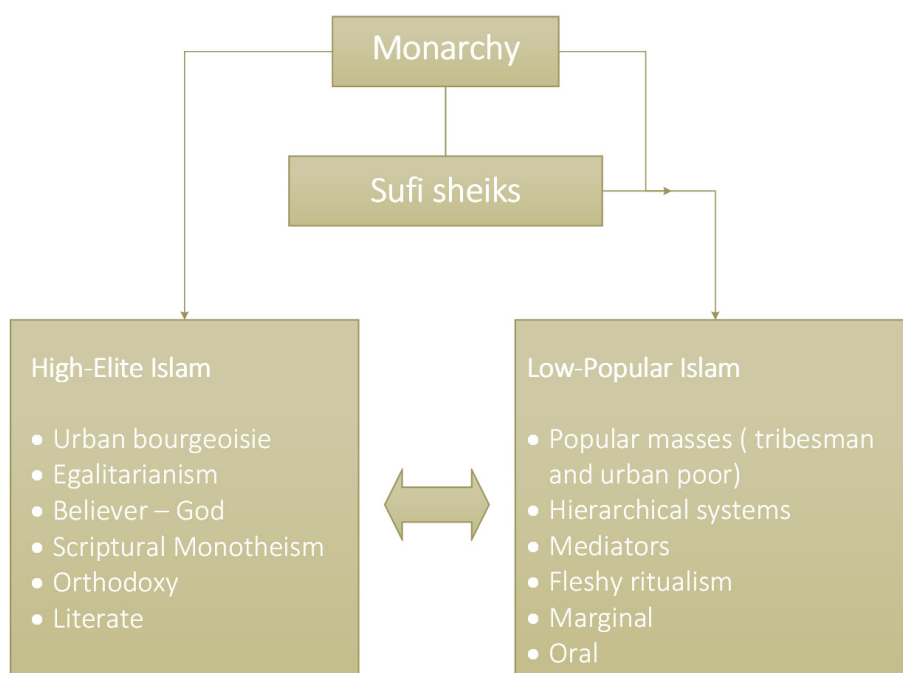 Monarchy
Sufi sheiks
High-Elite Islam
• Urban bourgeoisie
• Egalitarianism
• Believer – God
• Scriptural Monotheism
• Orthodoxy
• Literate
Low-Popular Islam
• Popular masses ( tribesman
and urban poor)
• Hierarchical systems
• Mediators
• Fleshy ritualism
• Marginal
• Oral